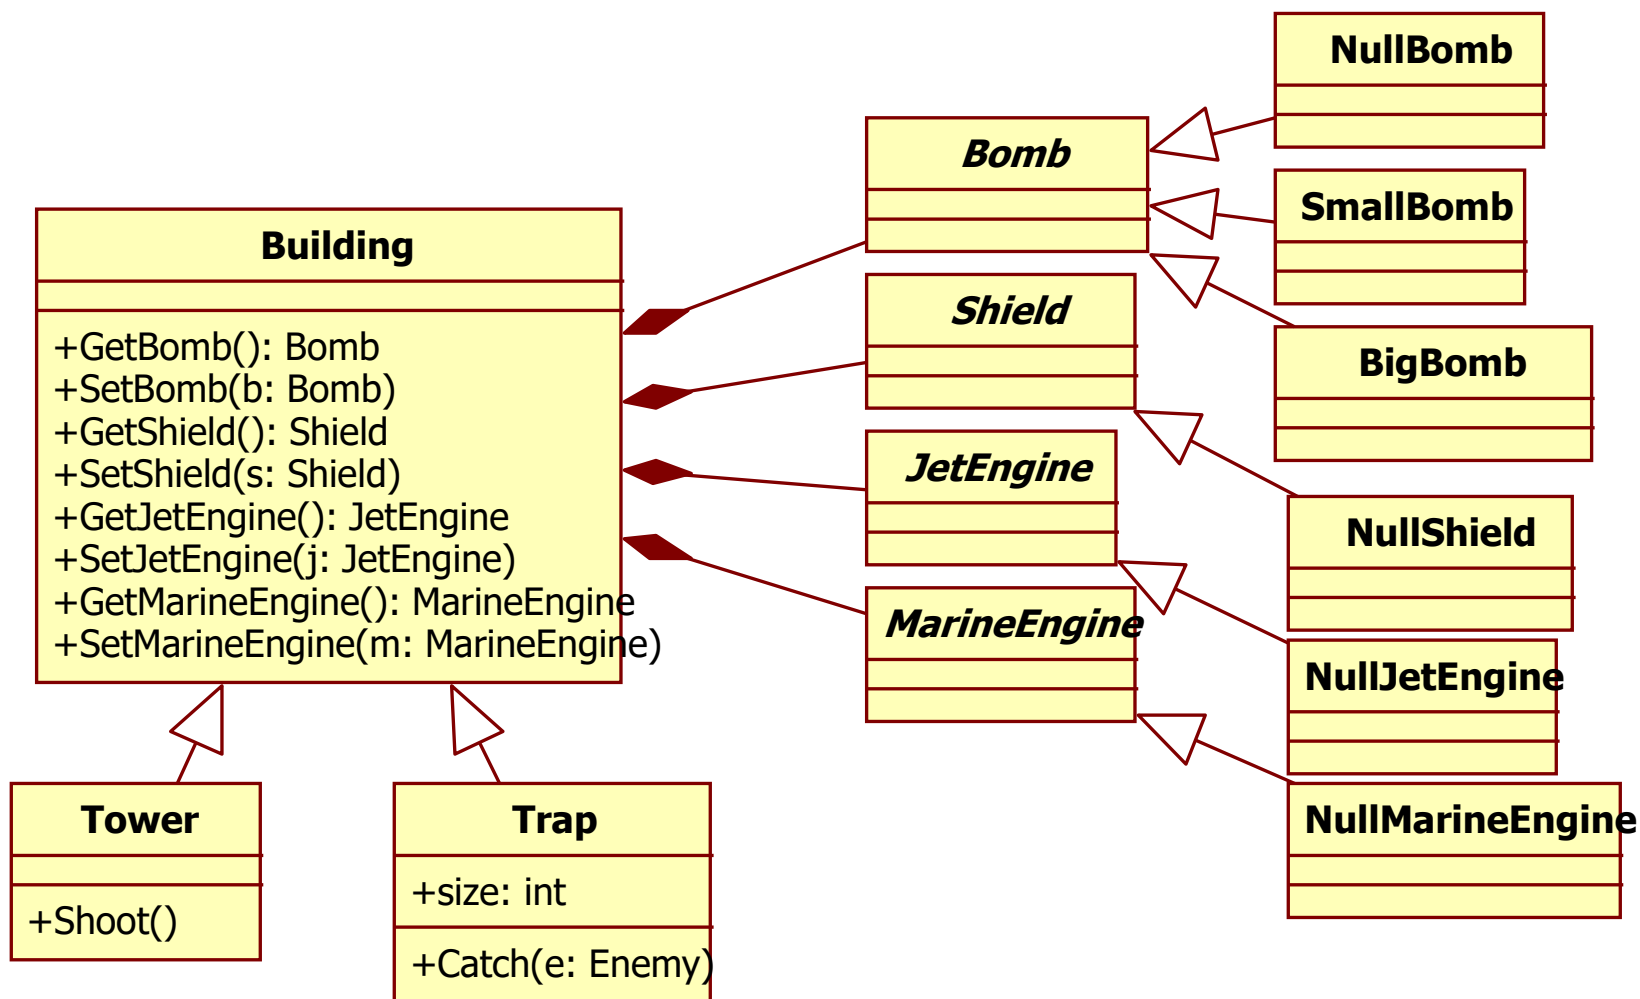 NullBomb
Bomb
SmallBomb
Building
+GetBomb(): Bomb
+SetBomb(b: Bomb)
+GetShield(): Shield
+SetShield(s: Shield)
+GetJetEngine(): JetEngine
+SetJetEngine(j: JetEngine)
+GetMarineEngine(): MarineEngine
+SetMarineEngine(m: MarineEngine)
Shield
BigBomb
JetEngine
NullShield
MarineEngine
NullJetEngine
Tower
+Shoot()
Trap
+size: int
+Catch(e: Enemy)
NullMarineEngine